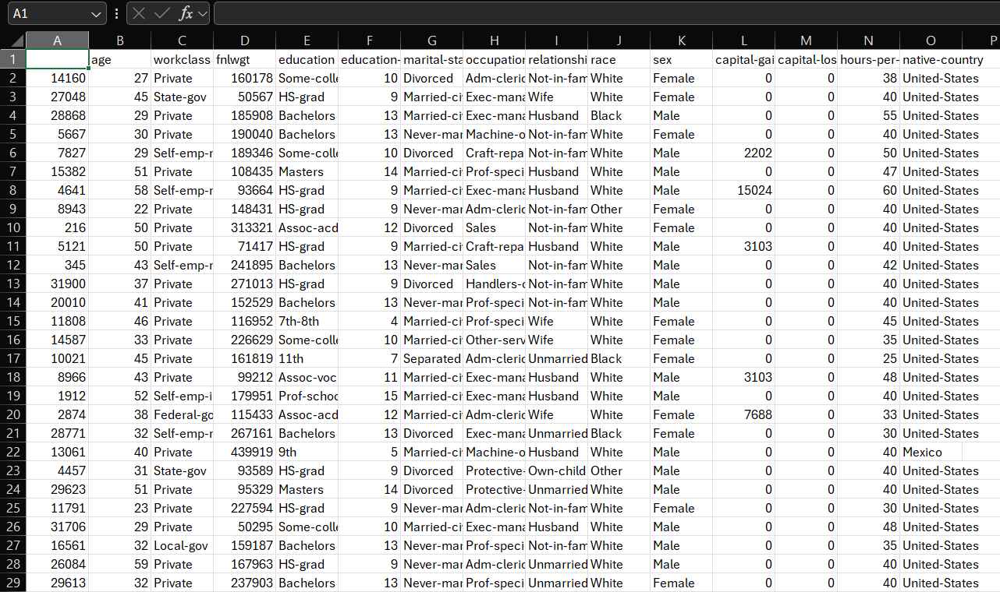 A1 fx
A B C D E F G H I J K L M N O P
1 age workclass fnlwgt education education- marital-sta occupation relationshi race sex capital-gai capital-los hours-per- native-country
2 14160 27 Private 160178 Some-colle 10 Divorced Adm-cleric Not-in-fam White Female 0 0 38 United-States
3 27048 45 State-gov 50567 HS-grad 9 Married-ci Exec-mana Wife White Female 0 0 40 United-States
4 28868 29 Private 185908 Bachelors 13 Married-ci Exec-mana Husband Black Male 0 0 55 United-States
5 5667 30 Private 190040 Bachelors 13 Never-mar Machine-o Not-in-fam White Female 0 0 40 United-States
6 7827 29 Self-emp-n 189346 Some-colle 10 Divorced Craft-repa Not-in-fam White Male 2202 0 50 United-States
7 15382 51 Private 108435 Masters 14 Married-ci Prof-speci Husband White Male 0 0 47 United-States
8 4641 58 Self-emp-n 93664 HS-grad 9 Married-ci Exec-mana Husband White Male 15024 0 60 United-States
9 8943 22 Private 148431 HS-grad 9 Never-mar Adm-cleric Not-in-fam Other Female 0 0 40 United-States
10 216 50 Private 313321 Assoc-acd 12 Divorced Sales Not-in-fam White Female 0 0 40 United-States
11 5121 50 Private 71417 HS-grad 9 Married-ci Craft-repa Husband White Male 3103 0 40 United-States
12 345 43 Self-emp-n 241895 Bachelors 13 Never-mar Sales Not-in-fam White Male 0 0 42 United-States
13 31900 37 Private 271013 HS-grad 9 Divorced Handlers-c Not-in-fam White Male 0 0 40 United-States
14 20010 41 Private 152529 Bachelors 13 Never-mar Prof-speci Not-in-fam White Male 0 0 40 United-States
15 11808 46 Private 116952 7th-8th 4 Married-ci Prof-speci Wife White Female 0 0 45 United-States
16 14587 33 Private 226629 Some-colle 10 Married-ci Other-serv Wife White Female 0 0 35 United-States
17 10021 45 Private 161819 11th 7 Separated Adm-cleric Unmarried Black Female 0 0 25 United-States
18 8966 43 Private 99212 Assoc-voc 11 Married-ci Exec-mana Husband White Male 3103 0 48 United-States
19 1912 52 Self-emp-i 179951 Prof-schoo 15 Married-ci Exec-mana Husband White Male 0 0 40 United-States
20 2874 38 Federal-go 115433 Assoc-acd 12 Married-ci Adm-cleric Wife White Female 7688 0 33 United-States
21 28771 32 Self-emp-n 267161 Bachelors 13 Divorced Exec-mana Unmarried Black Female 0 0 30 United-States
22 13061 40 Private 439919 9th 5 Married-ci Machine-o Husband White Male 0 0 40 Mexico
23 4457 31 State-gov 93589 HS-grad 9 Divorced Protective- Own-child Other Male 0 0 40 United-States
24 29623 51 Private 95329 Masters 14 Divorced Protective- Unmarried White Male 0 0 40 United-States
25 11791 23 Private 227594 HS-grad 9 Never-mar Adm-cleric Not-in-fam White Female 0 0 30 United-States
26 31706 29 Private 50295 Some-colle 10 Married-ci Exec-mana Husband White Male 0 0 48 United-States
27 16561 32 Local-gov 159187 Bachelors 13 Never-mar Prof-speci Not-in-fam White Male 0 0 35 United-States
28 26084 59 Private 167963 HS-grad 9 Never-mar Adm-cleric Unmarried White Male 0 0 40 United-States
29 29613 32 Private 237903 Bachelors 13 Never-mar Prof-speci Unmarried White Female 0 0 40 United-States